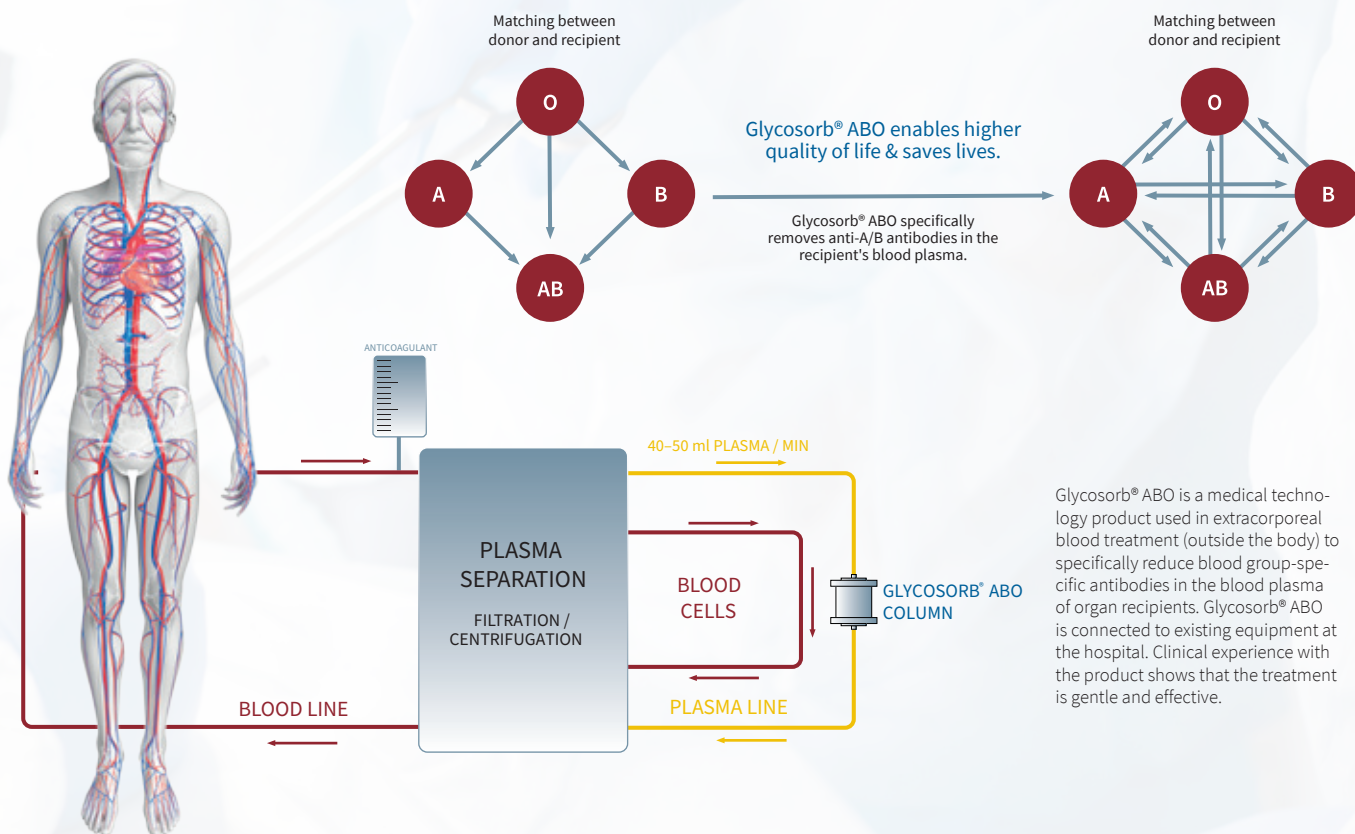 Matching between
donor and recipient
O
A
B
AB
Glycosorb® ABO enables higher
quality of life & saves lives.
Glycosorb® ABO specifically
removes anti-A/B antibodies in the
recipient's blood plasma.
Matching between
donor and recipient
O
A
B
AB
ANTICOAGULANT
40–50 ml PLASMA / MIN
PLASMA
SEPARATION
FILTRATION /
CENTRIFUGATION
BLOOD
CELLS
GLYCOSORB® ABO
COLUMN
BLOOD LINE
PLASMA LINE
Glycosorb® ABO is a medical techno-
logy product used in extracorporeal
blood treatment (outside the body) to
specifically reduce blood group-spe-
cific antibodies in the blood plasma
of organ recipients. Glycosorb® ABO
is connected to existing equipment at
the hospital. Clinical experience with
the product shows that the treatment
is gentle and effective.